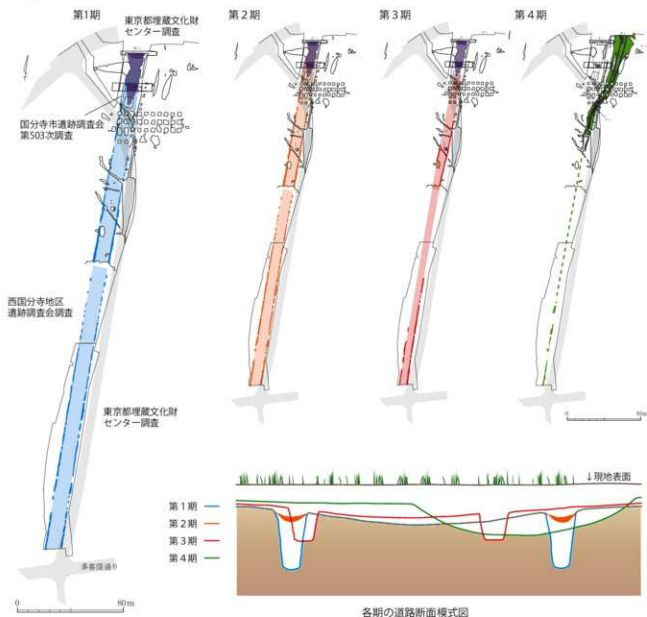 第1期
東京都埋蔵文化財
センター調査
第2期
第3期
第4期
国分寺市遺跡調査会
第503次調査
西国分寺地区
遺跡調査会調査
東京都埋蔵文化財
センター調査
多喜窪通り
0
80m
0
80m
↓現地表面
第1期
第2期
第3期
第4期
各期の道路断面模式図